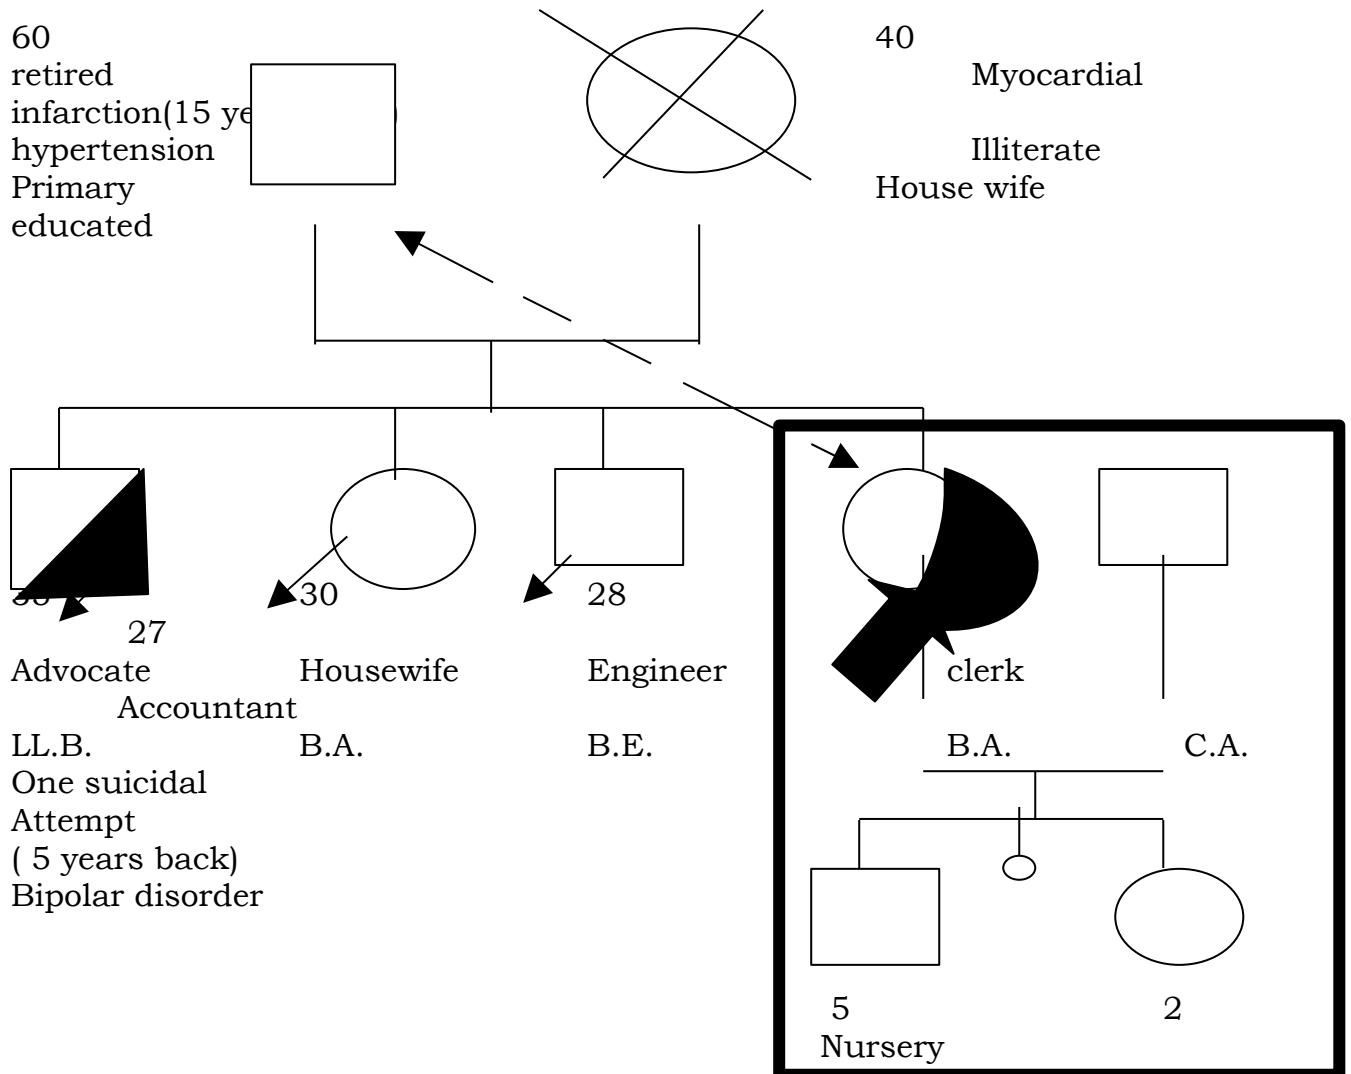 60 40
retired Myocardial
infarction(15 ye )
hypertension Illiterate
Primary House wife
educated
30 28
27
Advocate Housewife Engineer clerk
Accountant
LL.B. B.A. B.E. B.A. C.A.
One suicidal
Attempt
( 5 years back)
Bipolar disorder
5 2
Nursery